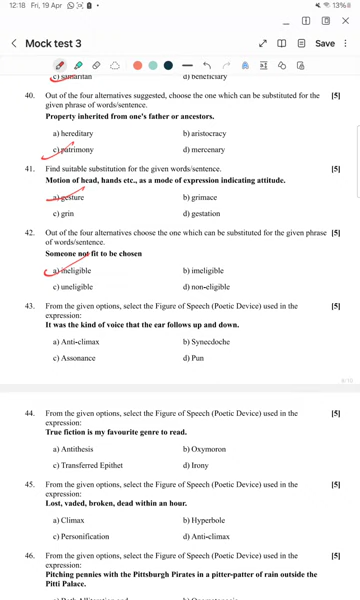 12:18 Fri, 19 Apr
13%
Mock test 3
Save
c) samaritan d) beneficiary
40. Out of the four alternatives suggested, choose the one which can be substituted for the [5]
given phrase of words/sentence.
Property inherited from one's father or ancestors.
a) hereditary b) aristocracy
c) patrimony d) mercenary
41. Find suitable substitution for the given words/sentence. [5]
Motion of head, hands etc., as a mode of expression indicating attitude.
a) gesture b) grimace
c) grin d) gestation
42. Out of the four alternatives choose the one which can be substituted for the given phrase [5]
of words/sentence.
Someone not fit to be chosen
a) ineligible b) imeligible
c) uneligible d) non-eligible
43. From the given options, select the Figure of Speech (Poetic Device) used in the [5]
expression:
It was the kind of voice that the ear follows up and down.
a) Anti-climax b) Synecdoche
c) Assonance d) Pun
44. From the given options, select the Figure of Speech (Poetic Device) used in the [5]
expression:
True fiction is my favourite genre to read.
a) Antithesis b) Oxymoron
c) Transferred Epithet d) Irony
45. From the given options, select the Figure of Speech (Poetic Device) used in the [5]
expression:
Lost, vaded, broken, dead within an hour.
a) Climax b) Hyperbole
c) Personification d) Anti-climax
46. From the given options, select the Figure of Speech (Poetic Device) used in the [5]
expression:
Pitching pennies with the Pittsburgh Pirates in a pitter-patter of rain outside the
Pitti Palace.